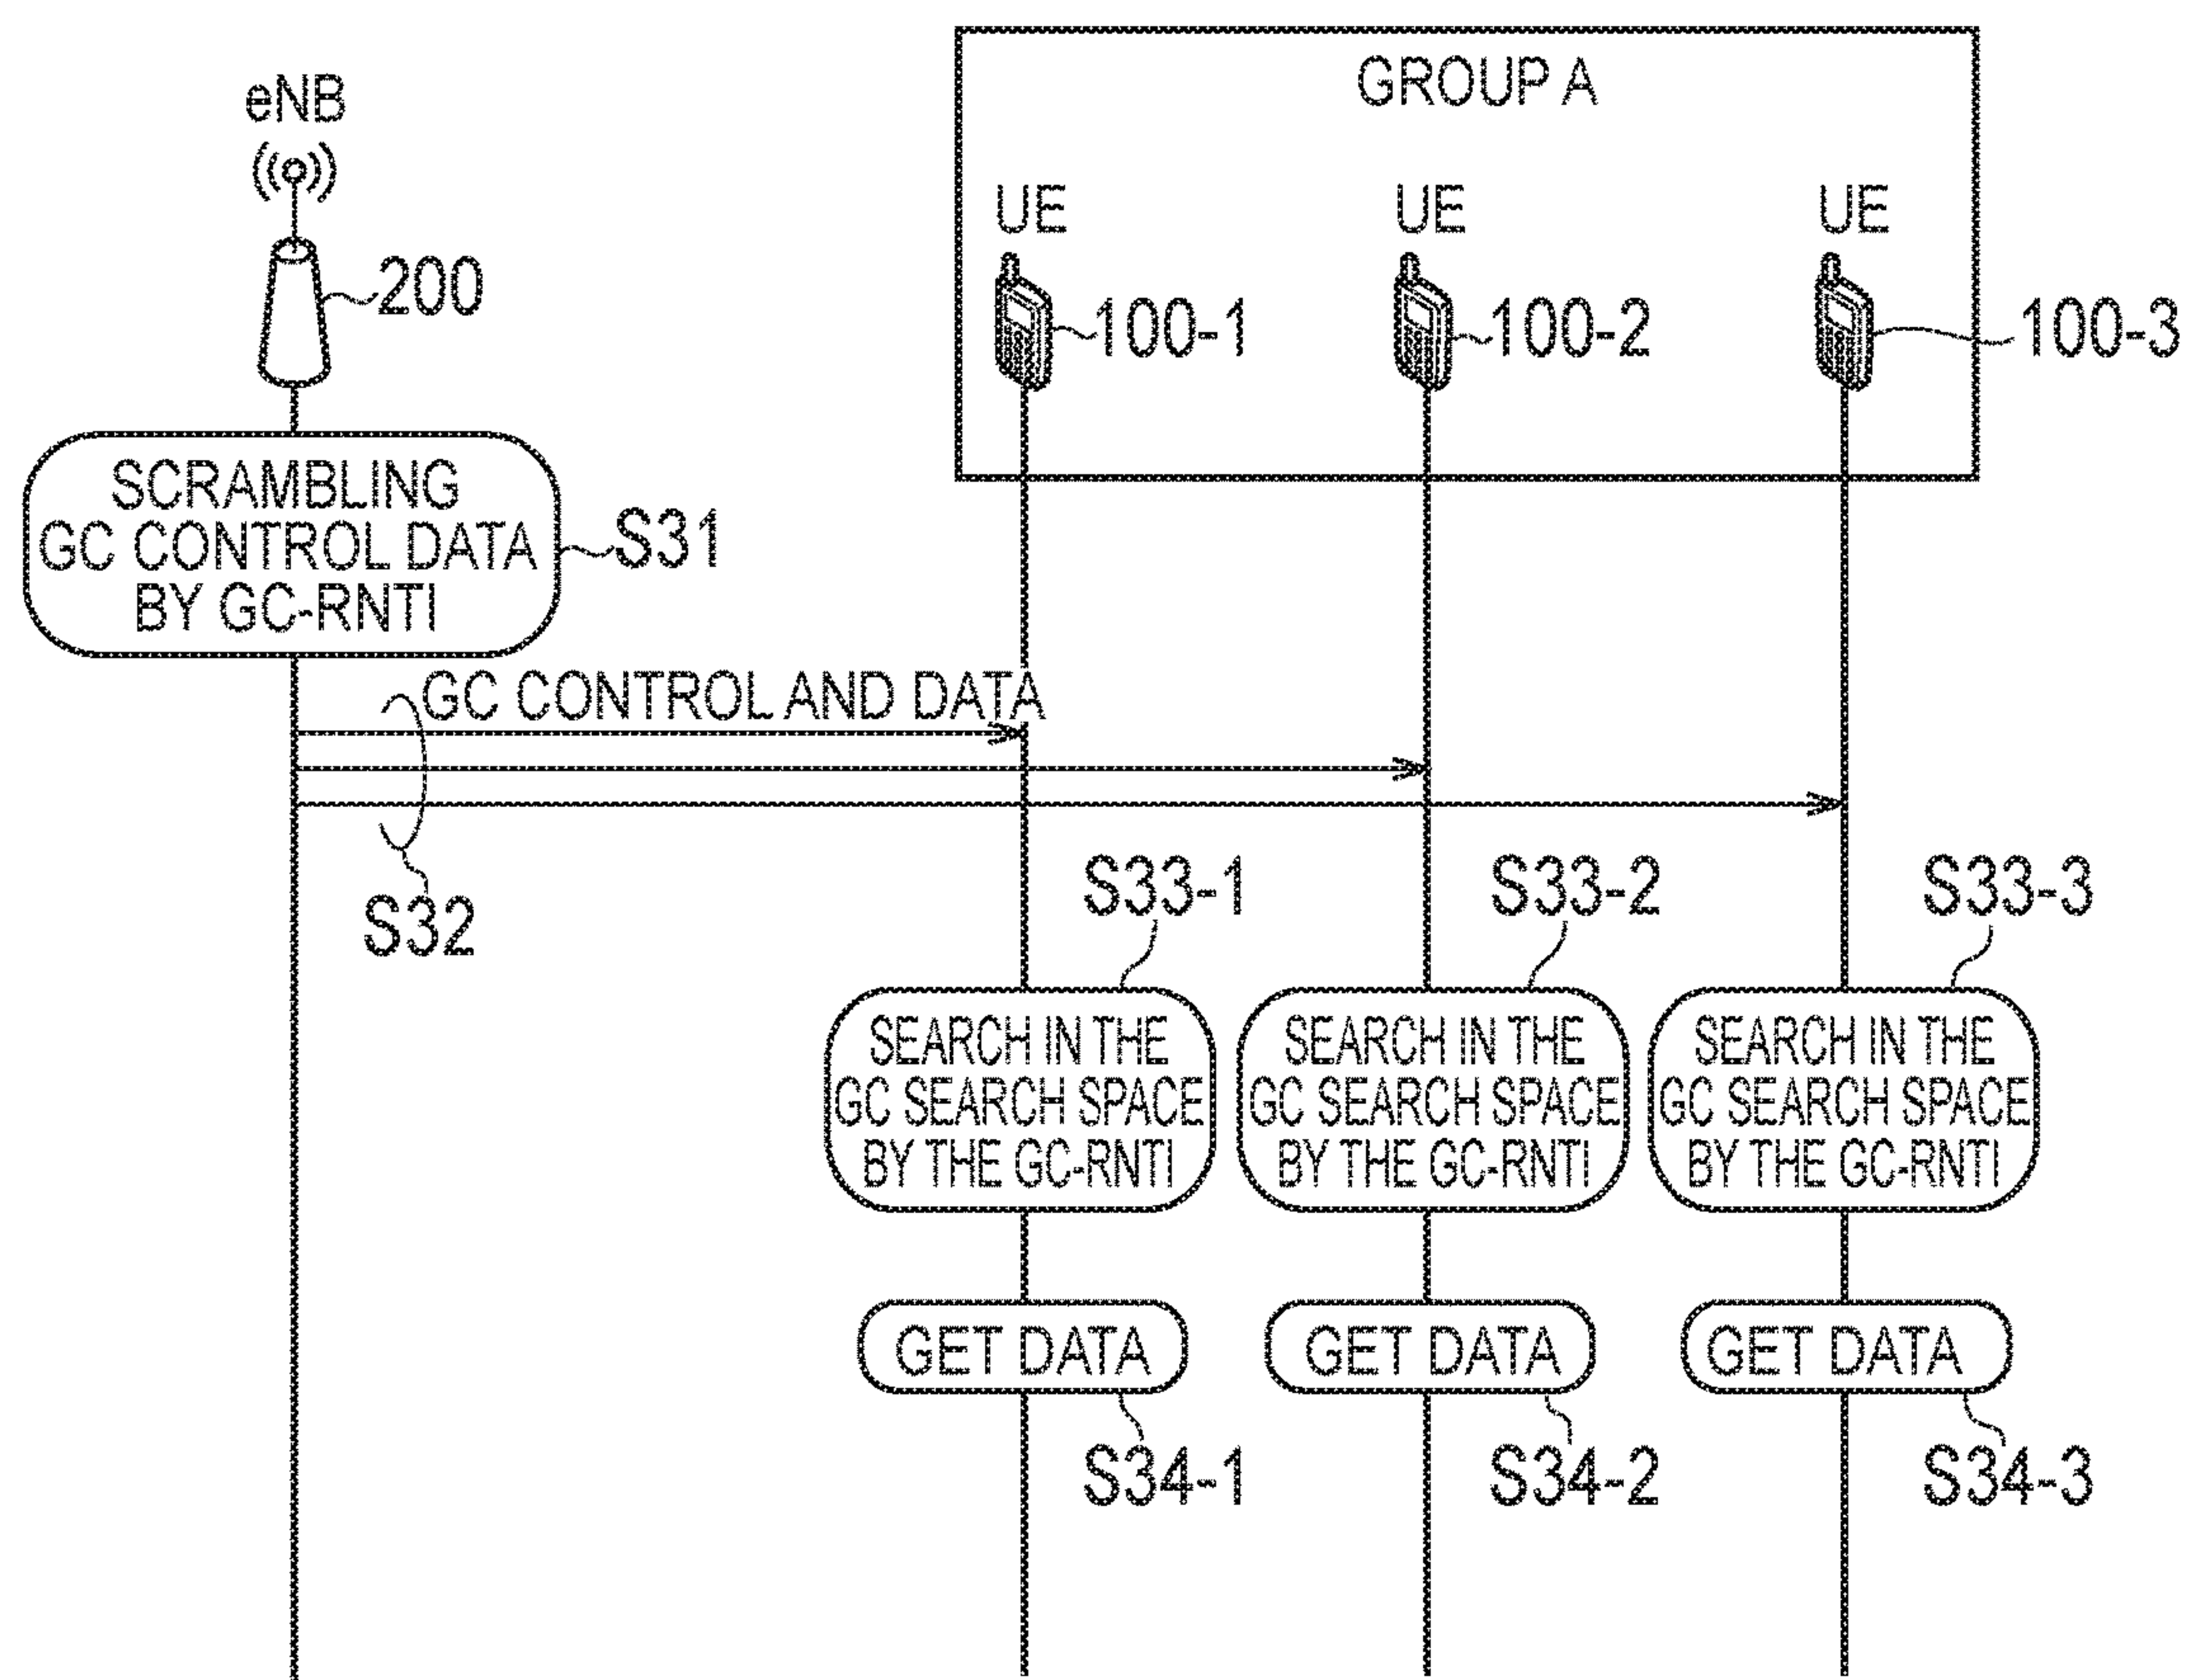 GROUP A
eNB
UE
UE
UE
200
100-1
100-2
100-3
SCRAMBLING
GC CONTROL DATA
BY GC-RNTI
S31
GC CONTROL AND DATA
S32
S33-1
S33-2
S33-3
SEARCH IN THE
GC SEARCH SPACE
BY THE GC-RNTI
SEARCH IN THE
GC SEARCH SPACE
BY THE GC-RNTI
SEARCH IN THE
GC SEARCH SPACE
BY THE GC-RNTI
GET DATA
GET DATA
GET DATA
S34-1
S34-2
S34-3